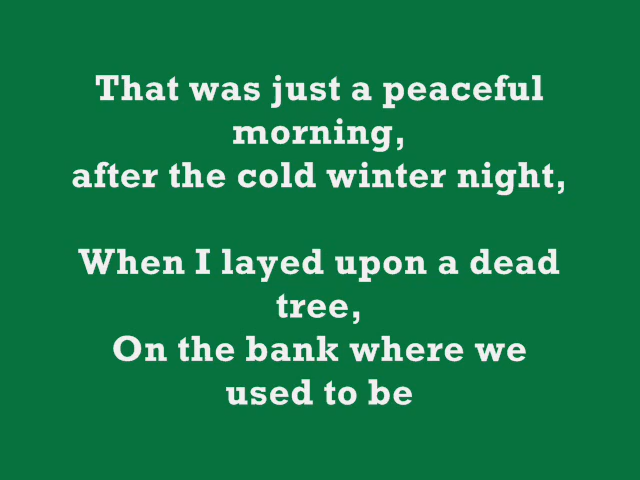 That was just a peaceful
morning,
after the cold winter night,
When I layed upon a dead
tree,
On the bank where we
used to be